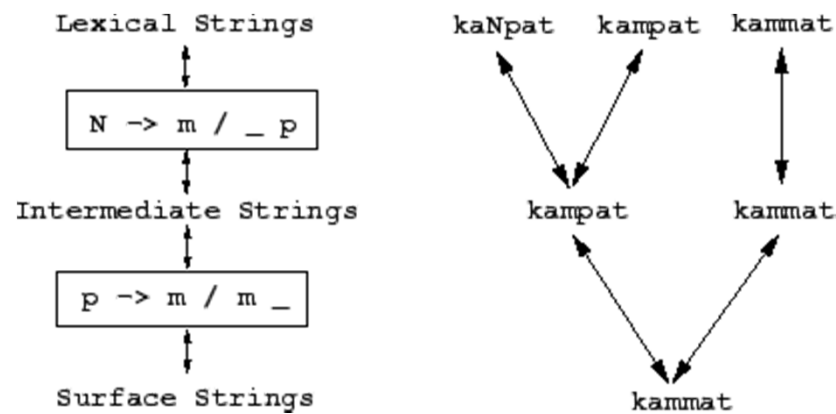 Lexical Strings
N -> m / _ p
Intermediate Strings
p -> m / m _
Surface Strings
kaNpat kampat kammat
kampat kammat
kammat